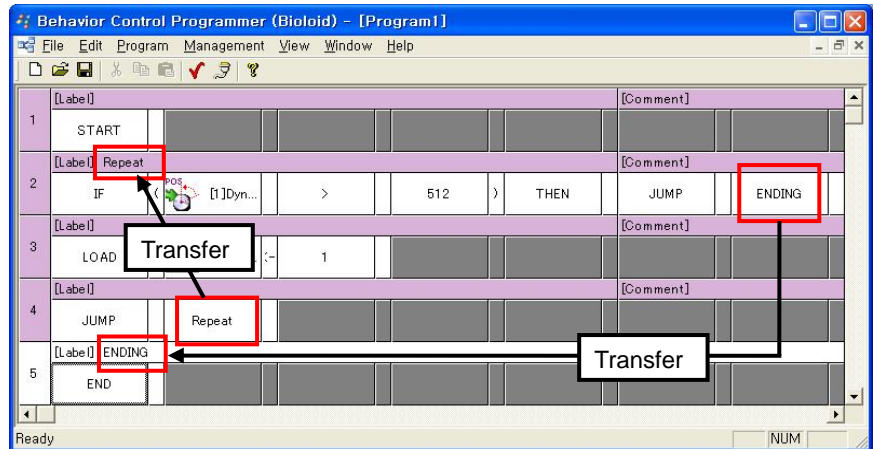 Behavior Control Programmer (Bioloid) - [Program1]
File Edit Program Management View Window Help
[Label] [Comment]
1 START
[Label] Repeat [Comment]
2 IF ( POS [1]Dyn... > 512 ) THEN JUMP ENDING
[Label] [Comment]
3 LOAD Transfer <- 1
[Label] [Comment]
4 JUMP Repeat
[Label] ENDING
Transfer
5 END
Ready NUM